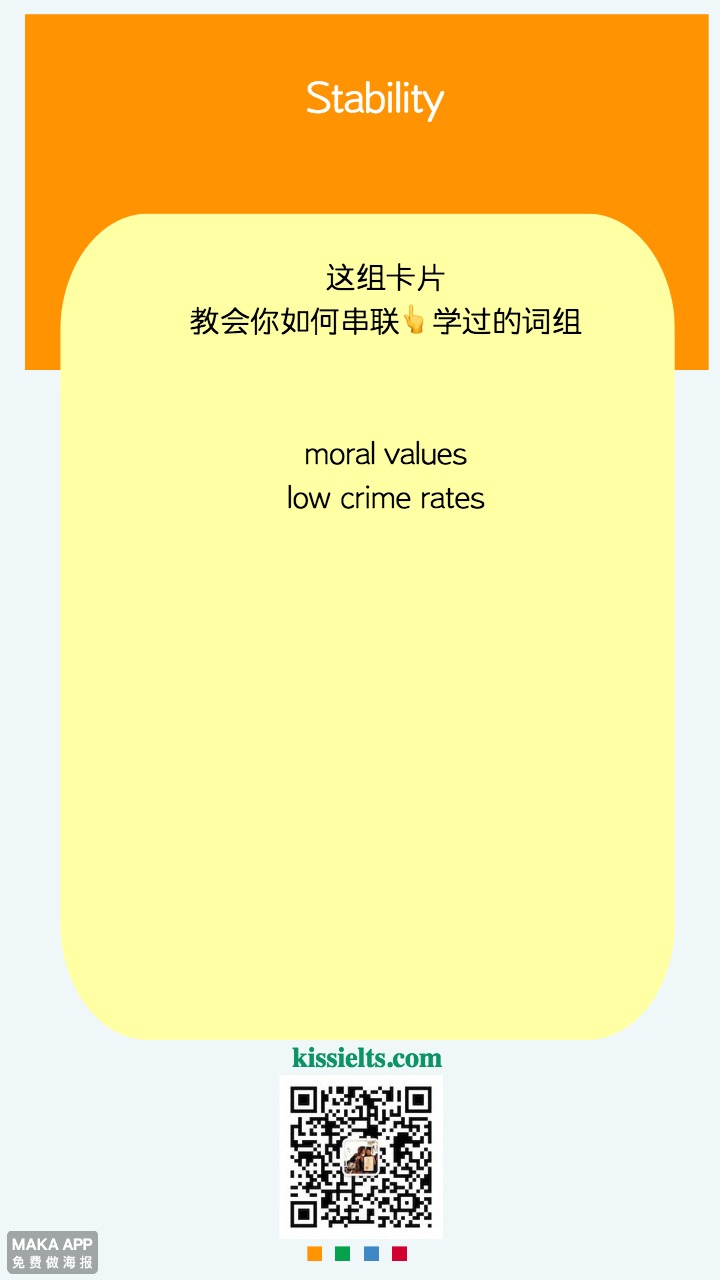 Stability
这组卡片
教会你如何串联👆学过的词组
moral values
low crime rates
kissielts.com
MAKA APP
免费做海报